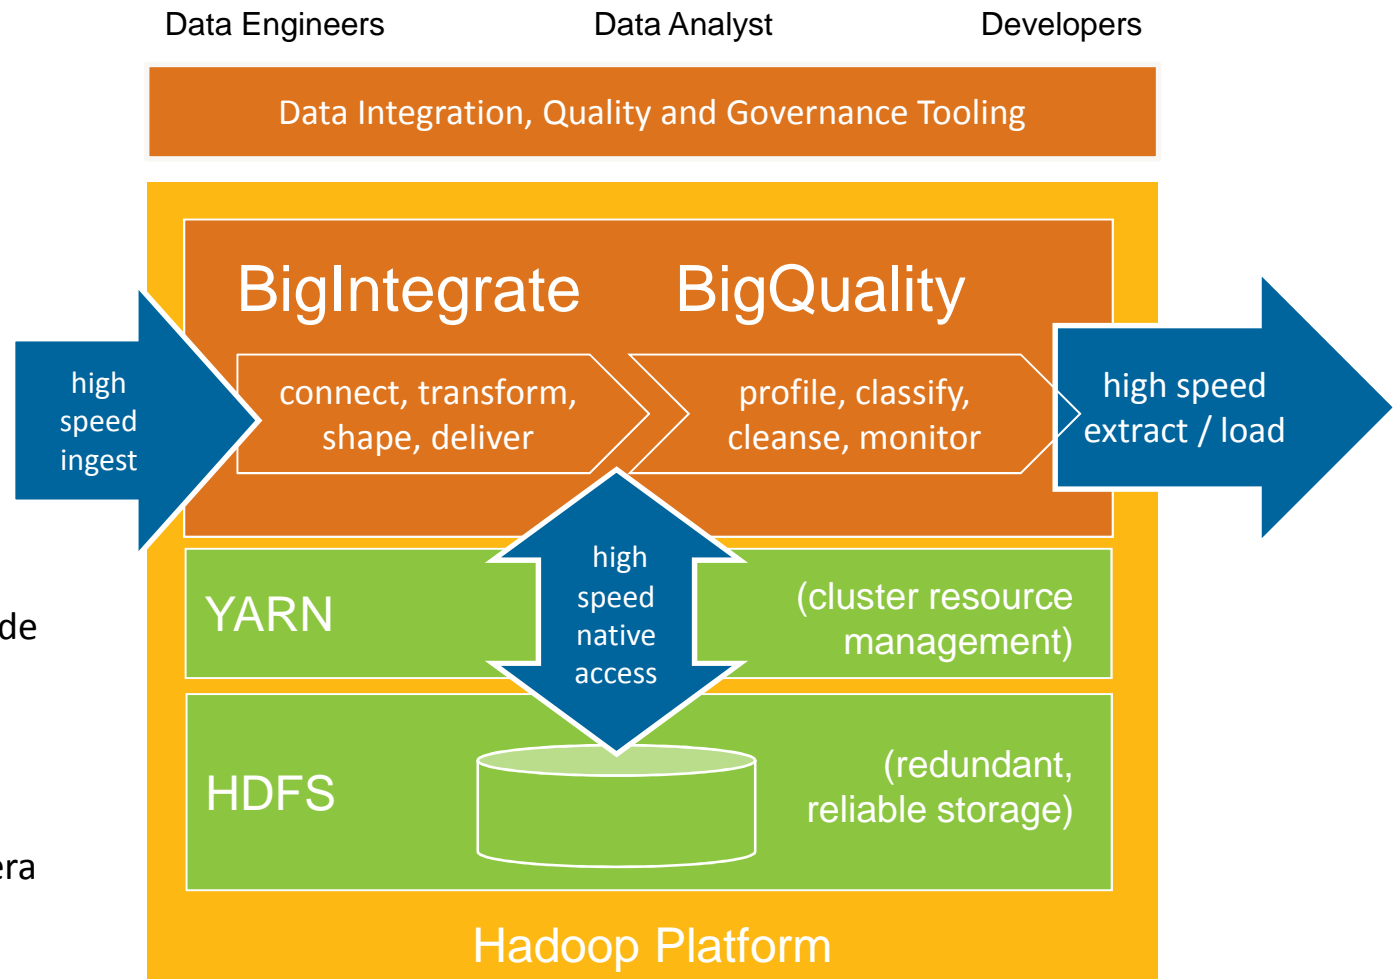 Data Engineers
Data Analyst
Developers
Data Integration, Quality and Governance Tooling
BigIntegrate
BigQuality
high
speed
ingest
connect, transform,
shape, deliver
profile, classify,
cleanse, monitor
high speed
extract / load
high
speed
native
access
YARN
(cluster resource
management)
de
HDFS
(redundant,
reliable storage)
era
Hadoop Platform